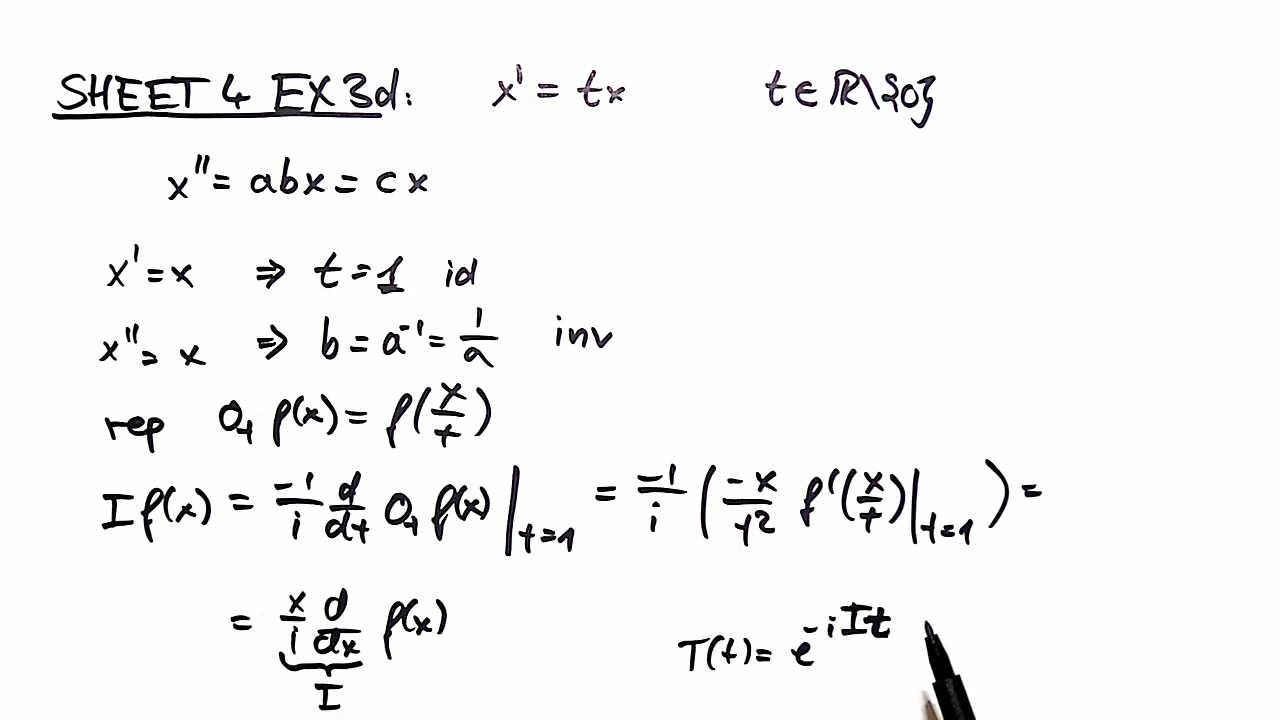 SHEET 4 EX 3d: x' = tx t ∈ ℝ\{0}
x'' = abx = cx
x' = x ⇒ t = 1 id
x'' = x ⇒ b = a⁻¹ = 1/a inv
rep O_t f(x) = f(x/t)
I f(x) = -1/i d/dt O_t f(x) |_{t=1} = -1/i ( -x/t² f'(x/t) |_{t=1} ) =
= x/i d/dx f(x)
I
T(t) = e^{-iIt}